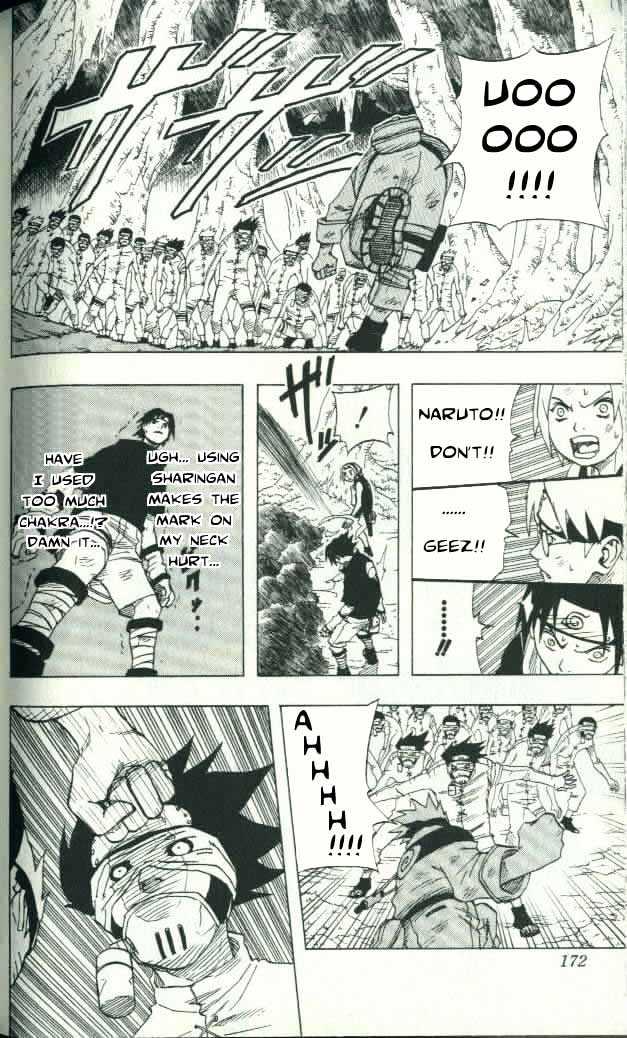 UOO
OOO
!!!!
NARUTO!!
DON'T!!
......
GEEZ!!
......!!
!
UGH... USING
SHARINGAN
MAKES THE
MARK ON
MY NECK
HURT...
HAVE
I USED
TOO MUCH
CHAKRA...!?
DAMN IT...
AHHHH
!!!!
172